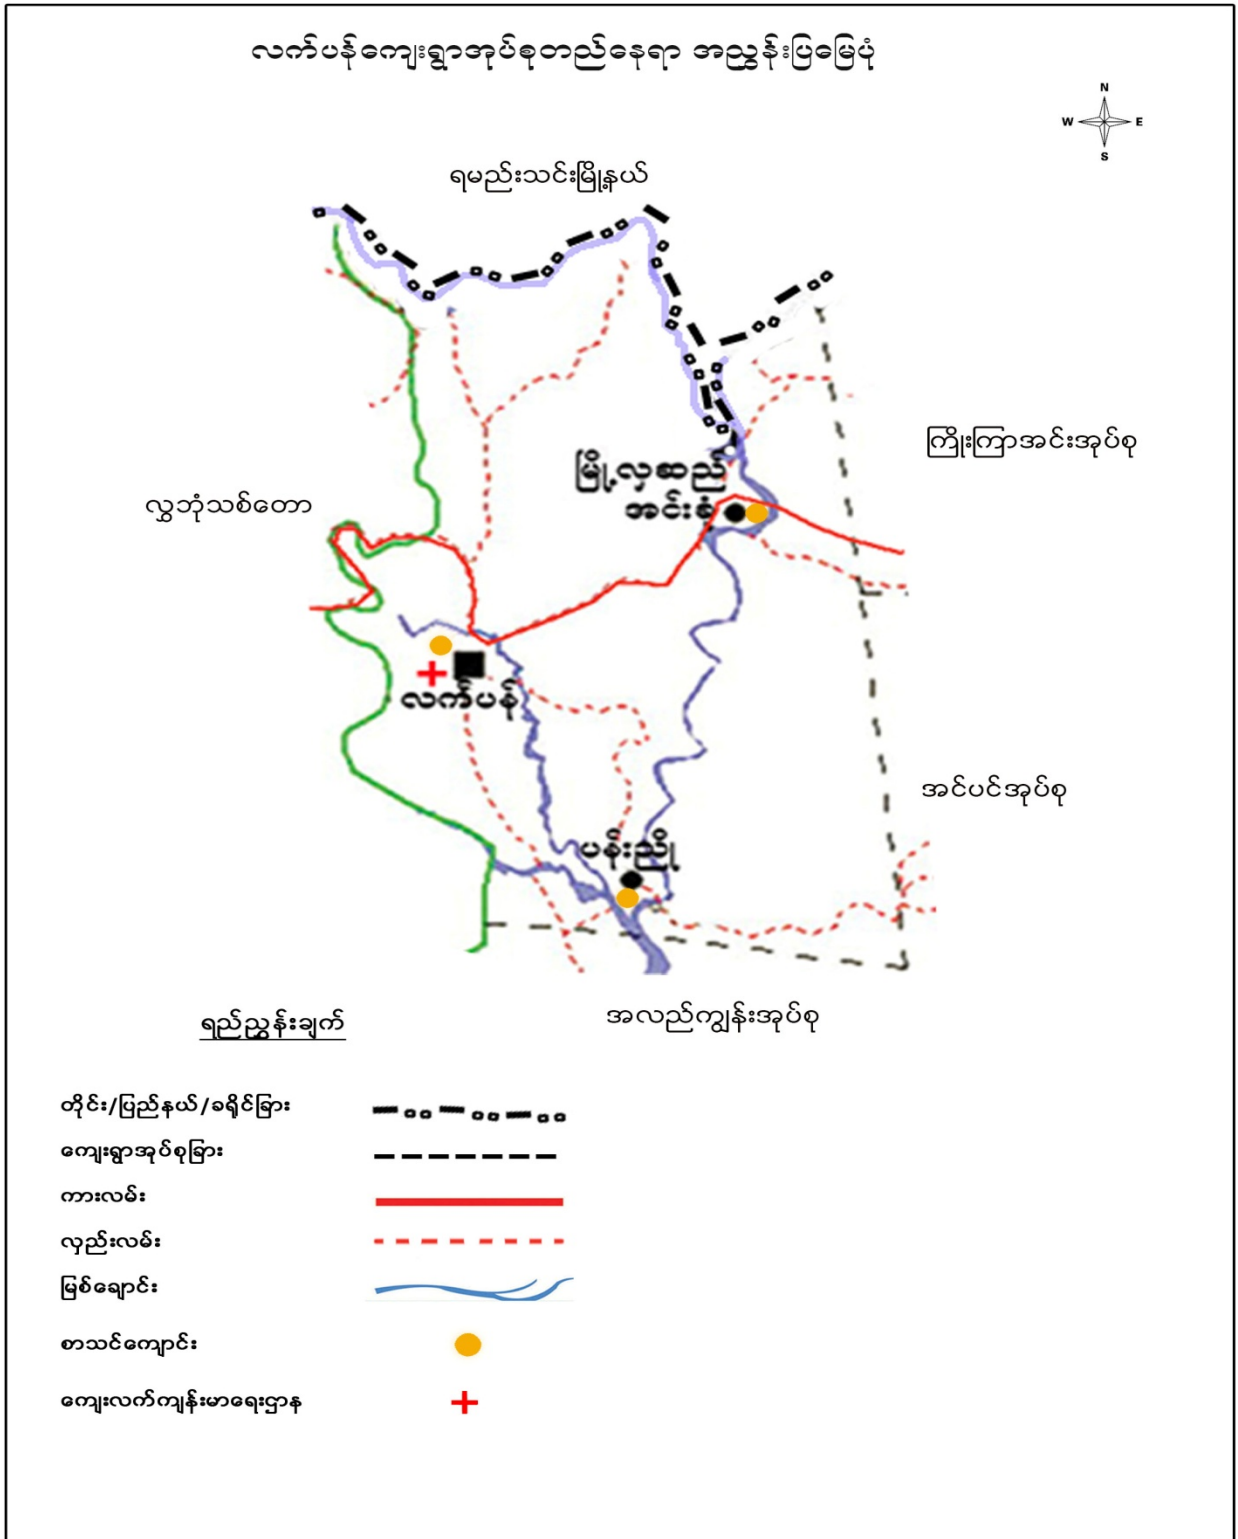 လက်ပန်ကျေးရွာအုပ်စုတည်နေရာ အညွှန်းပြမြေပုံ
N
W E
S
ရမည်းသင်းမြို့နယ်
ကြိုးကြာအင်းအုပ်စု
မြို့လှဆည်
အင်းစုံ
လွှဘုံသစ်တော
လက်ပန်
အင်ပင်အုပ်စု
ပန်းညို
အလည်ကျွန်းအုပ်စု
ရည်ညွှန်းချက်
တိုင်း/ပြည်နယ်/ခရိုင်ခြား
ကျေးရွာအုပ်စုခြား
ကားလမ်း
လှည်းလမ်း
မြစ်ချောင်း
စာသင်ကျောင်း
ကျေးလက်ကျန်းမာရေးဌာန